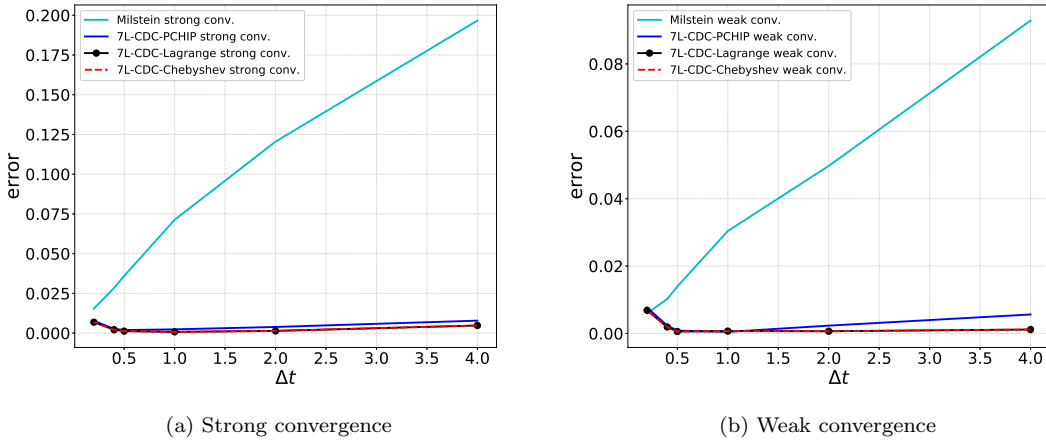 0.200
0.175
0.150
0.125
0.100
0.075
0.050
0.025
0.000
error
Milstein strong conv.
7L-CDC-PCHIP strong conv.
7L-CDC-Lagrange strong conv.
7L-CDC-Chebyshev strong conv.
0.5 1.0 1.5 2.0 2.5 3.0 3.5 4.0
Δt
(a) Strong convergence
0.08
0.06
0.04
0.02
0.00
error
Milstein weak conv.
7L-CDC-PCHIP weak conv.
7L-CDC-Lagrange weak conv.
7L-CDC-Chebyshev weak conv.
0.5 1.0 1.5 2.0 2.5 3.0 3.5 4.0
Δt
(b) Weak convergence